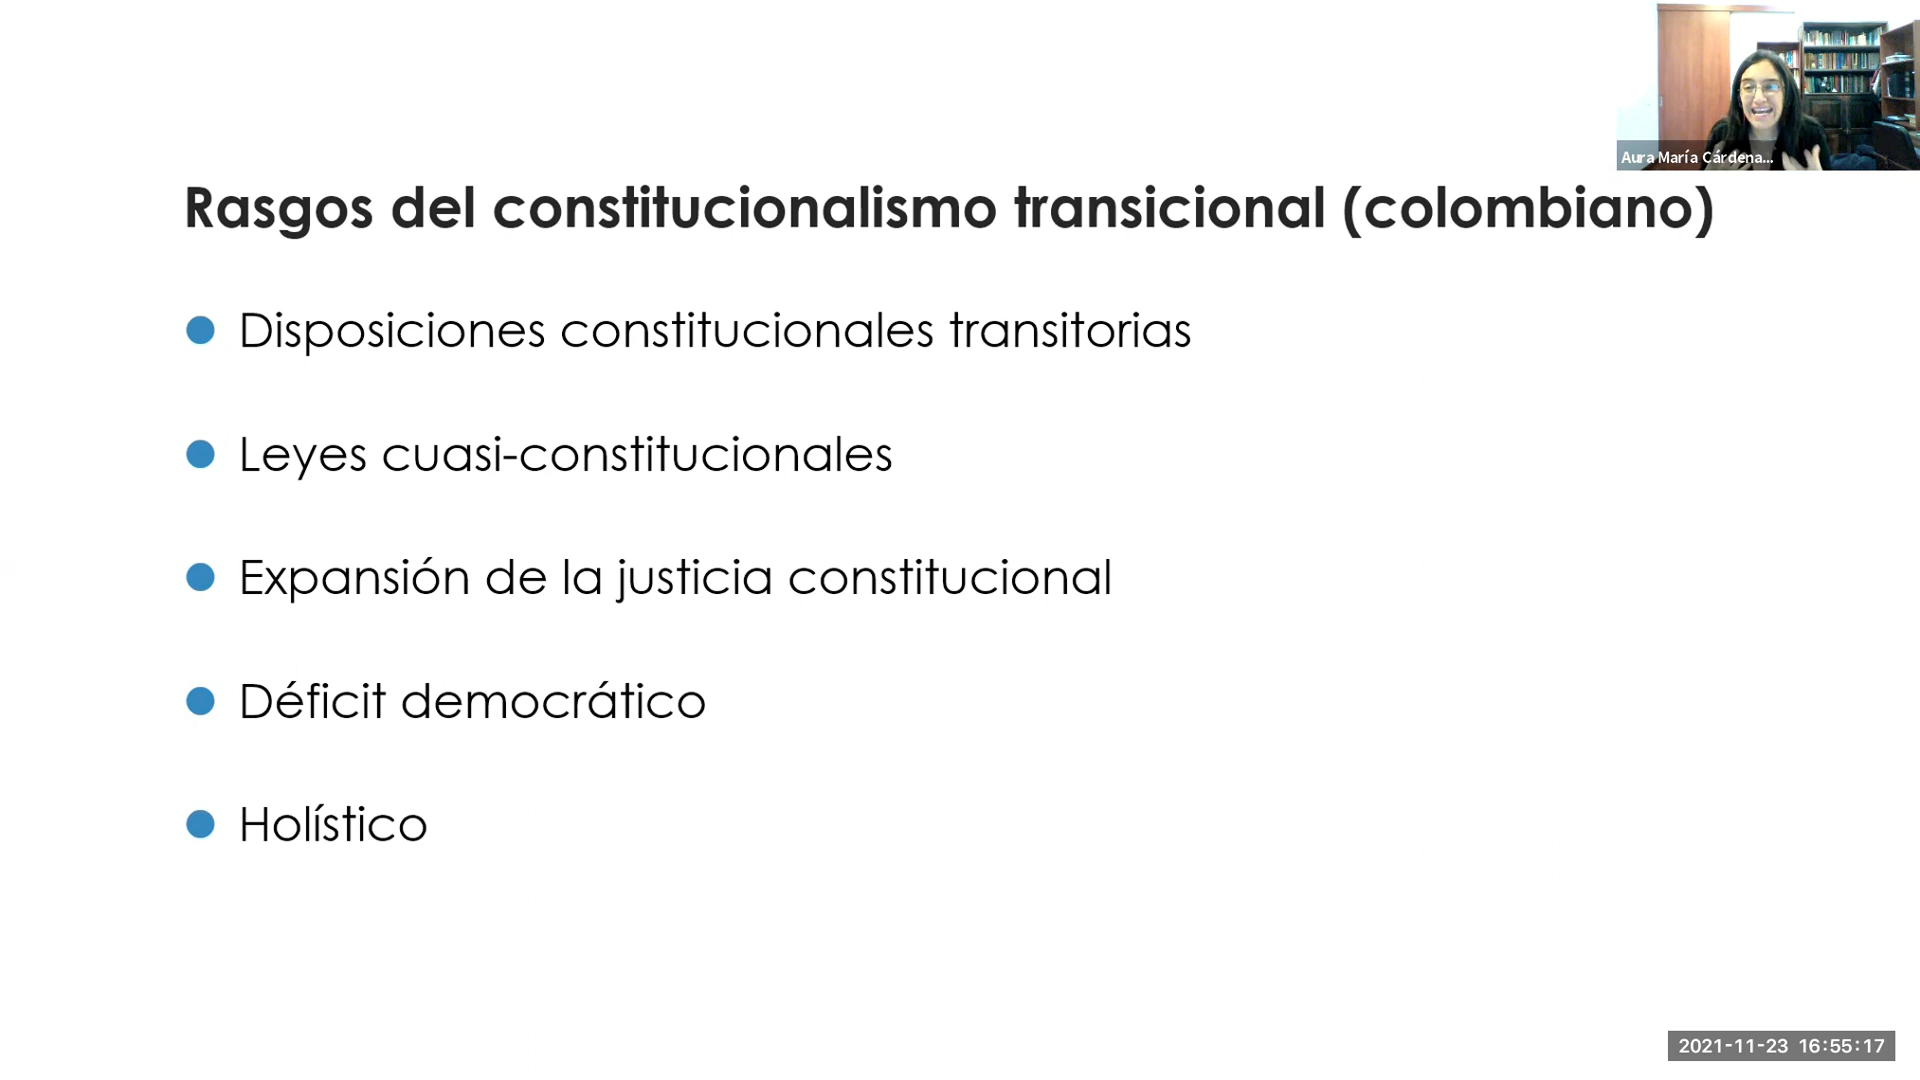 Aura María Cárdena...
Rasgos del constitucionalismo transicional (colombiano)
Disposiciones constitucionales transitorias
Leyes cuasi-constitucionales
Expansión de la justicia constitucional
Déficit democrático
Holístico
2021-11-23 16:55:17